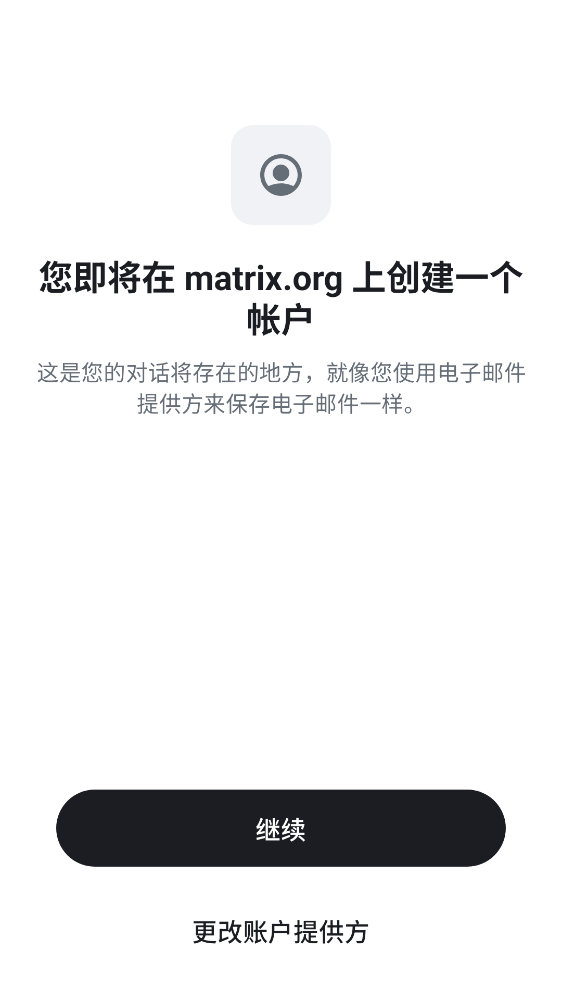 您即将在 matrix.org 上创建一个
帐户
这是您的对话将存在的地方，就像您使用电子邮件
提供方来保存电子邮件一样。
继续
更改账户提供方